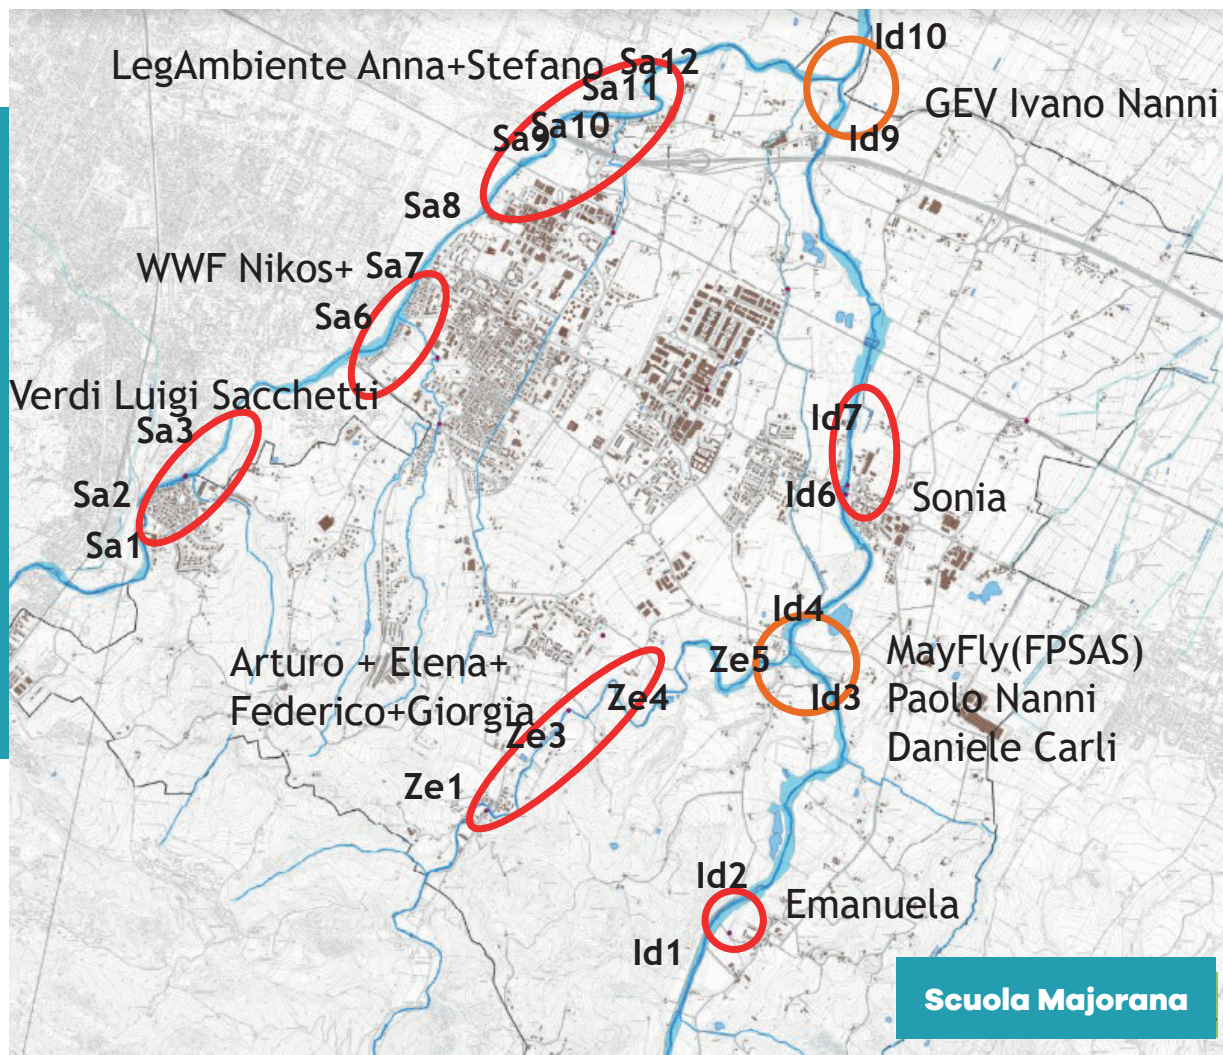 Id10
LegAmbiente Anna+Stefano Sa12
Sa11
GEV Ivano Nanni
Sa10
Sa9
Id9
Sa8
WWF Nikos+ Sa7
Sa6
Verdi Luigi Sacchetti
Sa3
Id7
Sa2
Id6
Sonia
Sa1
Id4
Arturo + Elena+
Federico+Giorgia
Ze5
MayFly(FPSAS)
Paolo Nanni
Daniele Carli
Ze4
Id3
Ze3
Ze1
Id2
Emanuela
Id1
Scuola Majorana